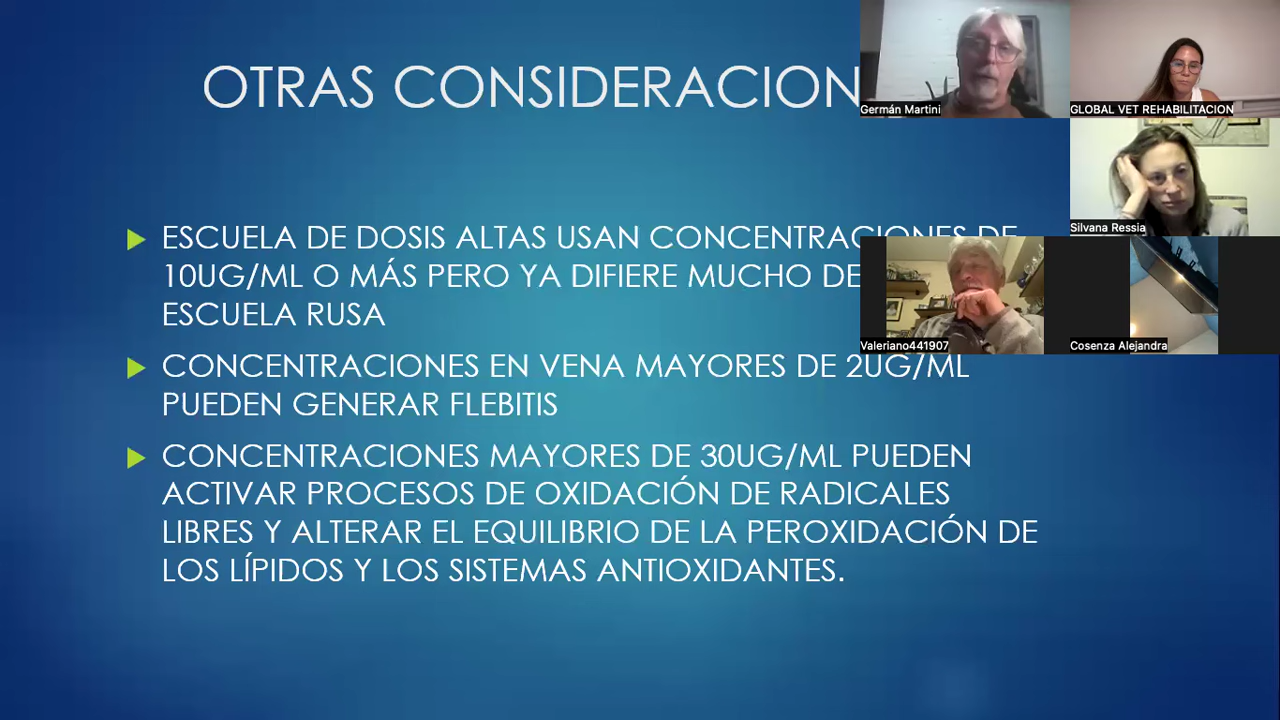 OTRAS CONSIDERACION
Germán Martini
GLOBAL VET REHABILITACION
Silvana Ressia
Valeriano441907
Cosenza Alejandra
ESCUELA DE DOSIS ALTAS USAN CONCENTRACIONES DE
10UG/ML O MÁS PERO YA DIFIERE MUCHO DE
ESCUELA RUSA
CONCENTRACIONES EN VENA MAYORES DE 2UG/ML
PUEDEN GENERAR FLEBITIS
CONCENTRACIONES MAYORES DE 30UG/ML PUEDEN
ACTIVAR PROCESOS DE OXIDACIÓN DE RADICALES
LIBRES Y ALTERAR EL EQUILIBRIO DE LA PEROXIDACIÓN DE
LOS LÍPIDOS Y LOS SISTEMAS ANTIOXIDANTES.